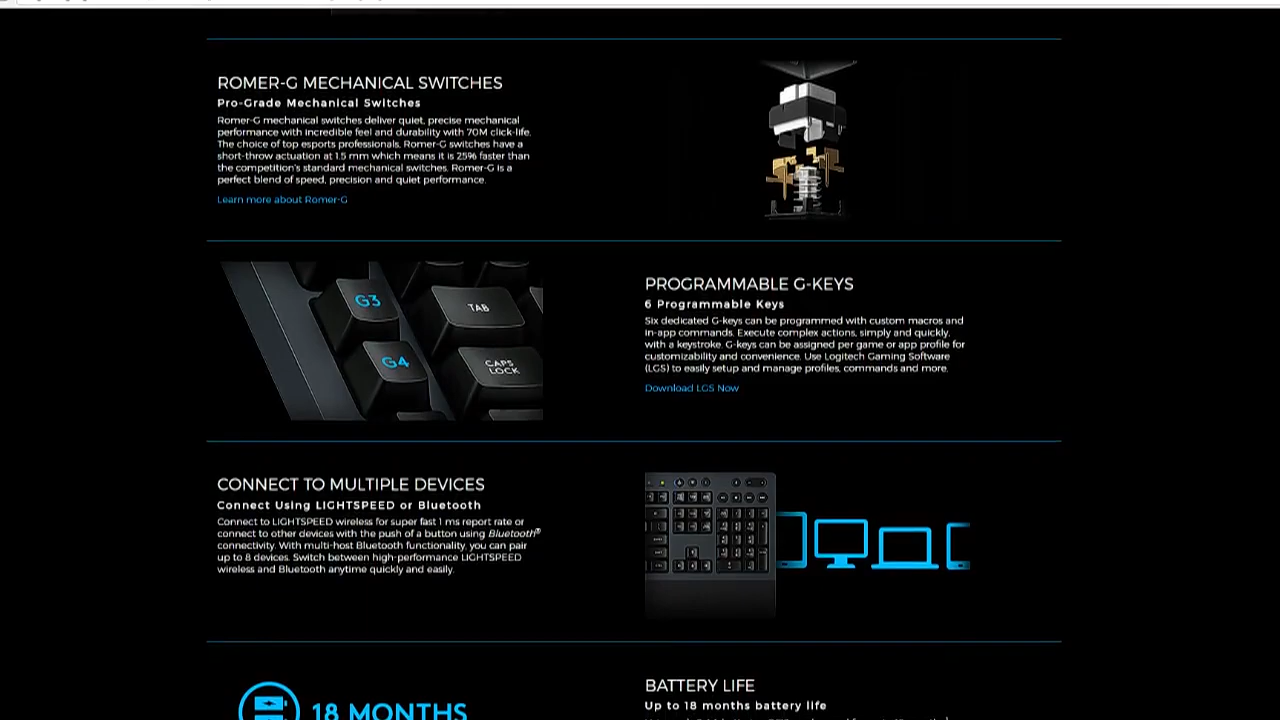 ROMER-G MECHANICAL SWITCHES
Pro-Grade Mechanical Switches
Romer-G mechanical switches deliver quiet, precise mechanical
performance with incredible feel and durability with 70M click-life.
The choice of top esports professionals, Romer-G switches have a
short-throw actuation at 1.5 mm which means it is 25% faster than
the competition's standard mechanical switches. Romer-G is a
perfect blend of speed, precision and quiet performance.
Learn more about Romer-G
G3
TAB
G4
CAPS
LOCK
PROGRAMMABLE G-KEYS
6 Programmable Keys
Six dedicated G-keys can be programmed with custom macros and
in-app commands. Execute complex actions, simply and quickly,
with a keystroke. G-keys can be assigned per game or app profile for
customizability and convenience. Use Logitech Gaming Software
(LGS) to easily setup and manage profiles, commands and more.
Download LGS Now
CONNECT TO MULTIPLE DEVICES
Connect Using LIGHTSPEED or Bluetooth
Connect to LIGHTSPEED wireless for super fast 1 ms report rate or
connect to other devices with the push of a button using Bluetooth®
connectivity. With multi-host Bluetooth functionality, you can pair
up to 8 devices. Switch between high-performance LIGHTSPEED
wireless and Bluetooth anytime quickly and easily.
18 MONTHS
BATTERY LIFE
Up to 18 months battery life